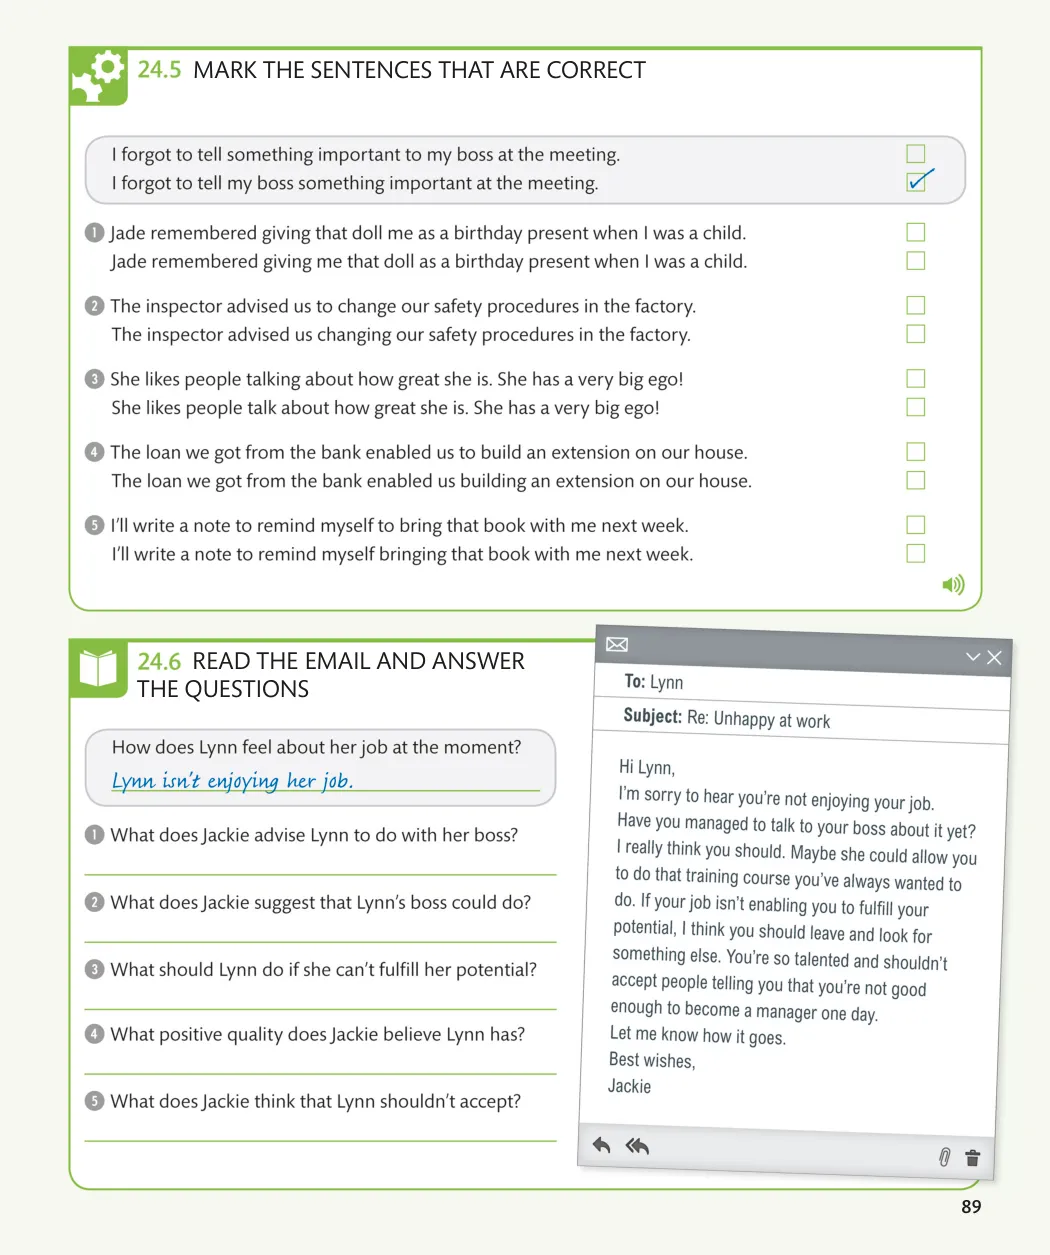 24.5 MARK THE SENTENCES THAT ARE CORRECT
I forgot to tell something important to my boss at the meeting.
I forgot to tell my boss something important at the meeting.
1 Jade remembered giving that doll me as a birthday present when I was a child.
Jade remembered giving me that doll as a birthday present when I was a child.
2 The inspector advised us to change our safety procedures in the factory.
The inspector advised us changing our safety procedures in the factory.
3 She likes people talking about how great she is. She has a very big ego!
She likes people talk about how great she is. She has a very big ego!
4 The loan we got from the bank enabled us to build an extension on our house.
The loan we got from the bank enabled us building an extension on our house.
5 I’ll write a note to remind myself to bring that book with me next week.
I’ll write a note to remind myself bringing that book with me next week.
24.6 READ THE EMAIL AND ANSWER
THE QUESTIONS
How does Lynn feel about her job at the moment?
Lynn isn’t enjoying her job.
1 What does Jackie advise Lynn to do with her boss?
2 What does Jackie suggest that Lynn’s boss could do?
3 What should Lynn do if she can’t fulfill her potential?
4 What positive quality does Jackie believe Lynn has?
5 What does Jackie think that Lynn shouldn’t accept?
To: Lynn
Subject: Re: Unhappy at work
Hi Lynn,
I’m sorry to hear you’re not enjoying your job.
Have you managed to talk to your boss about it yet?
I really think you should. Maybe she could allow you
to do that training course you’ve always wanted to
do. If your job isn’t enabling you to fulfill your
potential, I think you should leave and look for
something else. You’re so talented and shouldn’t
accept people telling you that you’re not good
enough to become a manager one day.
Let me know how it goes.
Best wishes,
Jackie
89